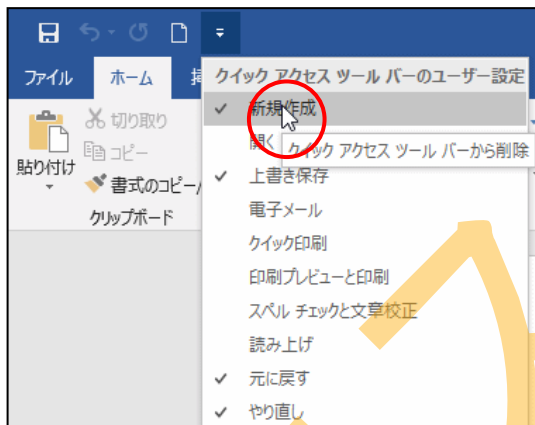 ファイル ホーム
クイック アクセス ツール バーのユーザー設定
新規作成
開く
クイック アクセス ツール バーから削除
上書き保存
電子メール
クイック印刷
印刷プレビューと印刷
スペル チェックと文章校正
読み上げ
元に戻す
やり直し
切り取り
コピー
貼り付け
書式のコピー/
クリップボード